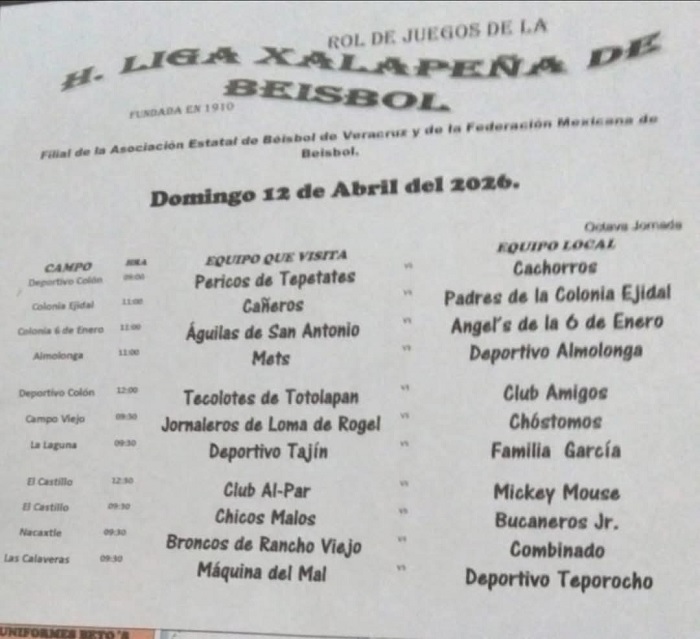 ROL DE JUEGOS DE LA
H. LIGA XALAPEÑA DE
BEISBOL
FUNDADA EN 1910
Filial de la Asociación Estatal de Béisbol de Veracruz y de la Federación Mexicana de
Beisbol.
Domingo 12 de Abril del 2026.
Octava Jornada
CAMPO HORA EQUIPO QUE VISITA EQUIPO LOCAL
Deportivo Colón 09:00 Pericos de Tepetates vs Cachorros
Colonia Ejidal 11:00 Cañeros vs Padres de la Colonia Ejidal
Colonia 6 de Enero 11:00 Águilas de San Antonio vs Angel's de la 6 de Enero
Almolonga 11:00 Mets vs Deportivo Almolonga
Deportivo Colón 12:00 Tecolotes de Totolapan vs Club Amigos
Campo Viejo 09:30 Jornaleros de Loma de Rogel vs Chóstomos
La Laguna 09:30 Deportivo Tajín vs Familia García
El Castillo 12:30 Club Al-Par vs Mickey Mouse
El Castillo 09:30 Chicos Malos vs Bucaneros Jr.
Nacaxtle 09:30 Broncos de Rancho Viejo vs Combinado
Las Calaveras 09:30 Máquina del Mal vs Deportivo Teporocho
UNIFORMES BETO'S